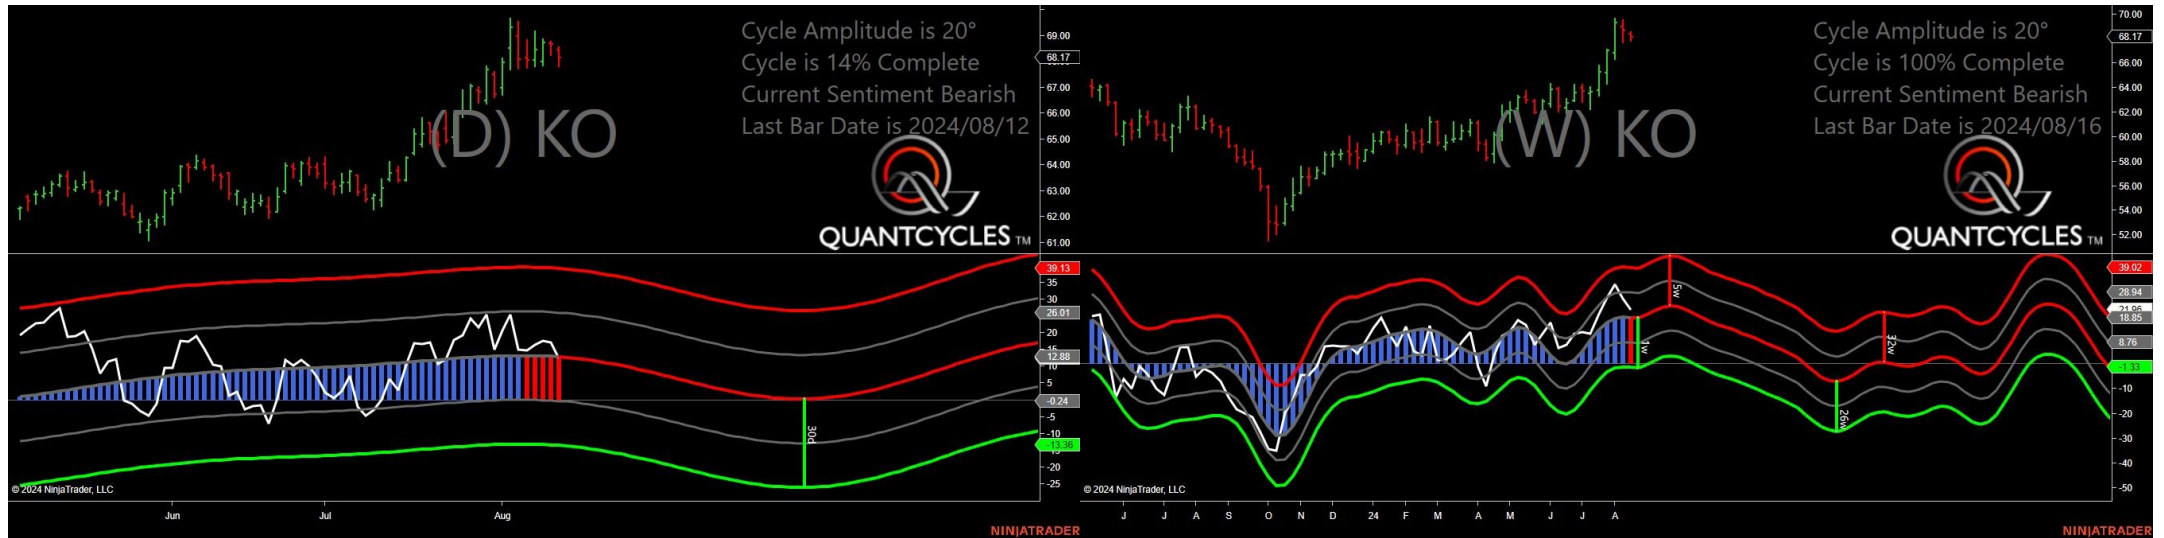 Cycle Amplitude is 20°
Cycle is 14% Complete
Current Sentiment Bearish
Last Bar Date is 2024/08/12
(D) KO
QUANTCYCLES TM
69.00
68.17
67.00
66.00
65.00
64.00
63.00
62.00
61.00
39.13
35
30
26.01
20
15
12.88
10
5
-0.24
-5
-10
-13.36
-20
-25
30d
© 2024 NinjaTrader, LLC
Jun Jul Aug
NINJATRADER
Cycle Amplitude is 20°
Cycle is 100% Complete
Current Sentiment Bearish
Last Bar Date is 2024/08/16
(W) KO
QUANTCYCLES TM
70.00
68.17
66.00
64.00
62.00
60.00
58.00
56.00
54.00
52.00
39.02
28.94
18.85
8.76
-1.33
-10
-20
-30
-40
-50
5w
1w
32w
26w
© 2024 NinjaTrader, LLC
J J A S O N D 24 F M A M J J A
NINJATRADER